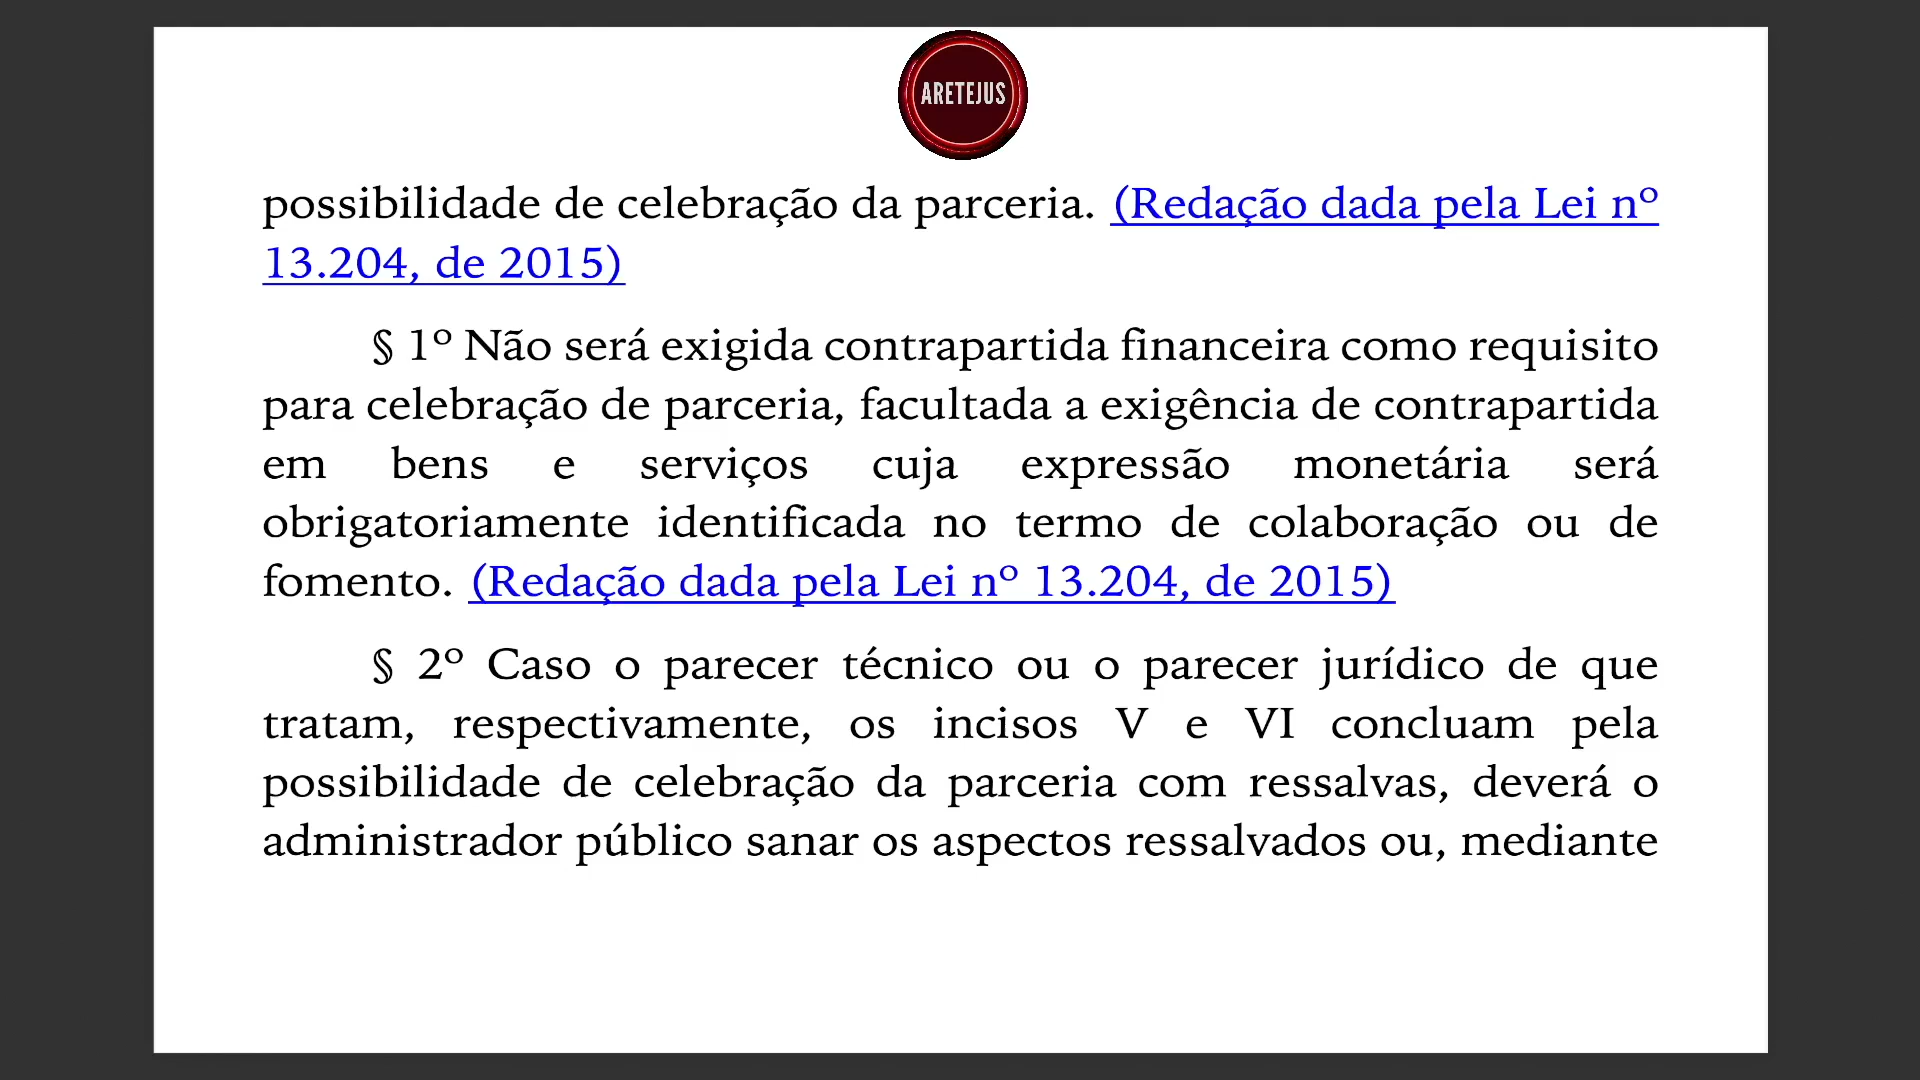 ARETEJUS
possibilidade de celebração da parceria. (Redação dada pela Lei nº
13.204, de 2015)
§ 1º Não será exigida contrapartida financeira como requisito
para celebração de parceria, facultada a exigência de contrapartida
em bens e serviços cuja expressão monetária será
obrigatoriamente identificada no termo de colaboração ou de
fomento. (Redação dada pela Lei nº 13.204, de 2015)
§ 2º Caso o parecer técnico ou o parecer jurídico de que
tratam, respectivamente, os incisos V e VI concluam pela
possibilidade de celebração da parceria com ressalvas, deverá o
administrador público sanar os aspectos ressalvados ou, mediante